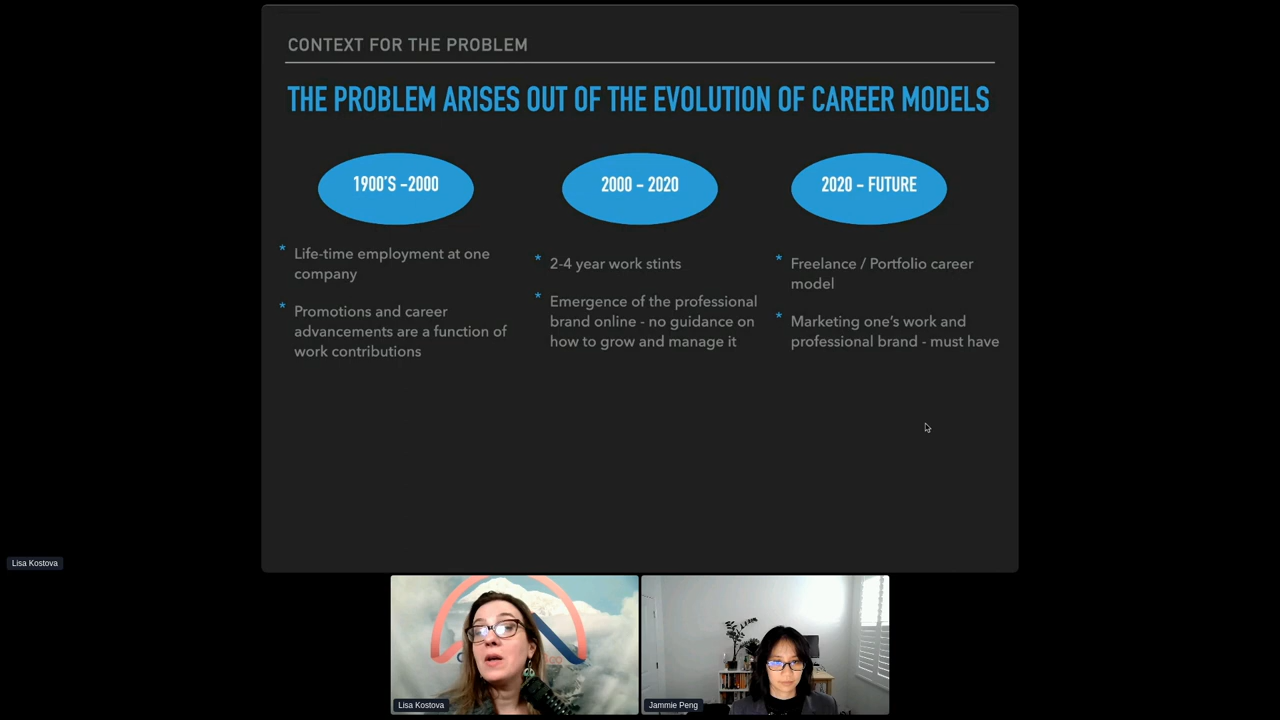 CONTEXT FOR THE PROBLEM
THE PROBLEM ARISES OUT OF THE EVOLUTION OF CAREER MODELS
1900'S -2000
* Life-time employment at one
company
* Promotions and career
advancements are a function of
work contributions
2000 - 2020
* 2-4 year work stints
* Emergence of the professional
brand online - no guidance on
how to grow and manage it
2020 - FUTURE
* Freelance / Portfolio career
model
* Marketing one's work and
professional brand - must have
Lisa Kostova
Lisa Kostova
Jammie Peng